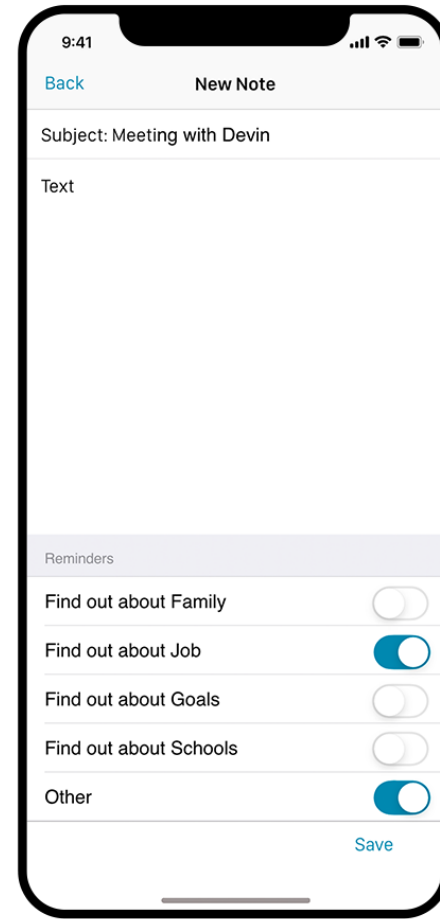 9:41
Back New Note
Subject: Meeting with Devin
Text
Reminders
Find out about Family
Find out about Job
Find out about Goals
Find out about Schools
Other
Save